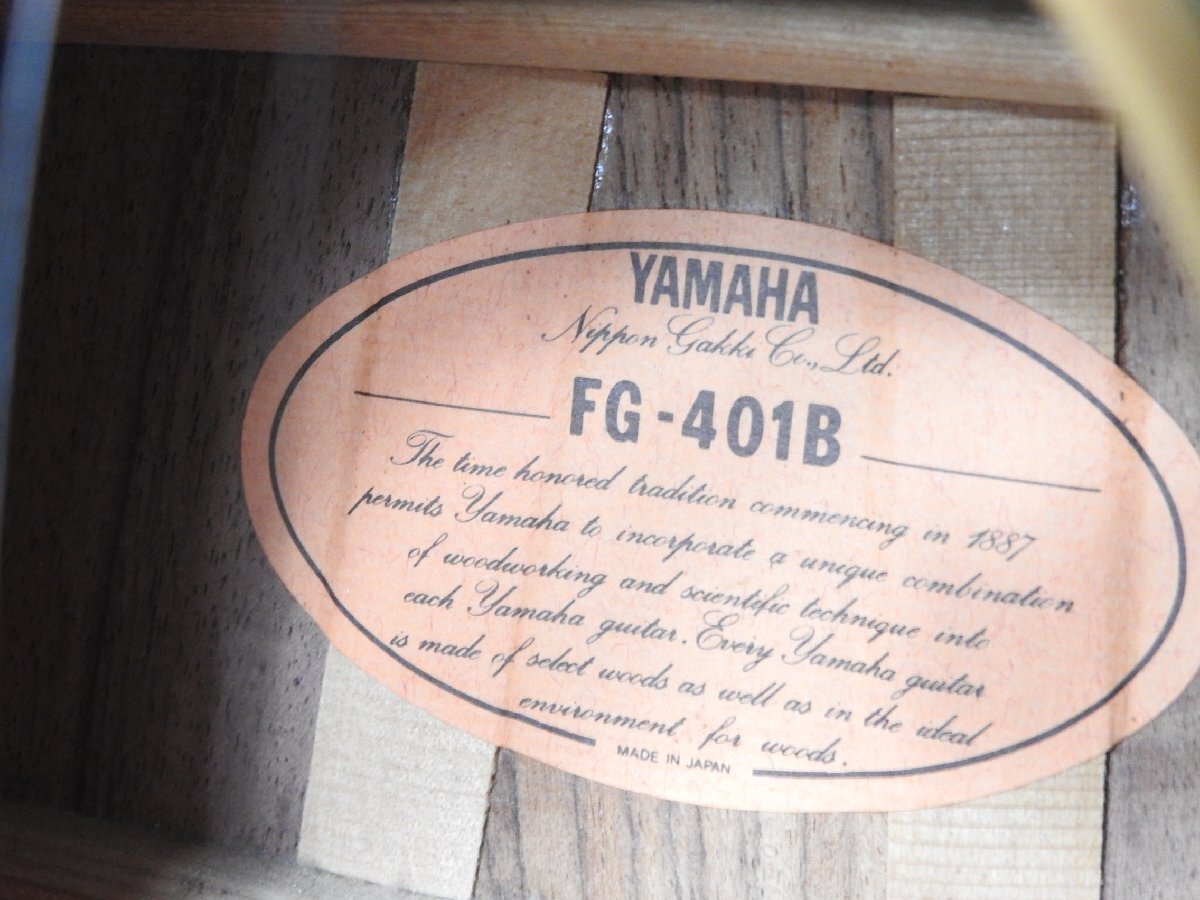 YAMAHA
Nippon Gakki Co., Ltd.
FG-401B
The time honored tradition commencing in 1887
permits Yamaha to incorporate a unique combination
of woodworking and scientific technique into
each Yamaha guitar. Every Yamaha guitar
is made of select woods as well as in the ideal
environment for woods.
MADE IN JAPAN